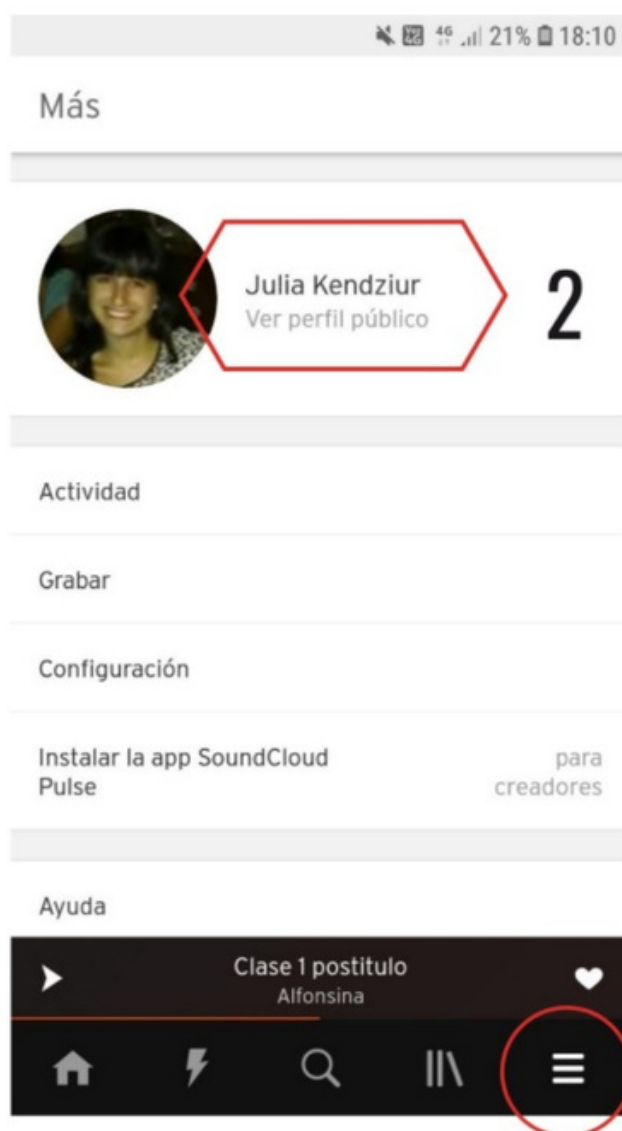 4G 21% 18:10
Más
Julia Kendziur
Ver perfil público
2
Actividad
Grabar
Configuración
Instalar la app SoundCloud
Pulse
para
creadores
Ayuda
Clase 1 postitulo
Alfonsina